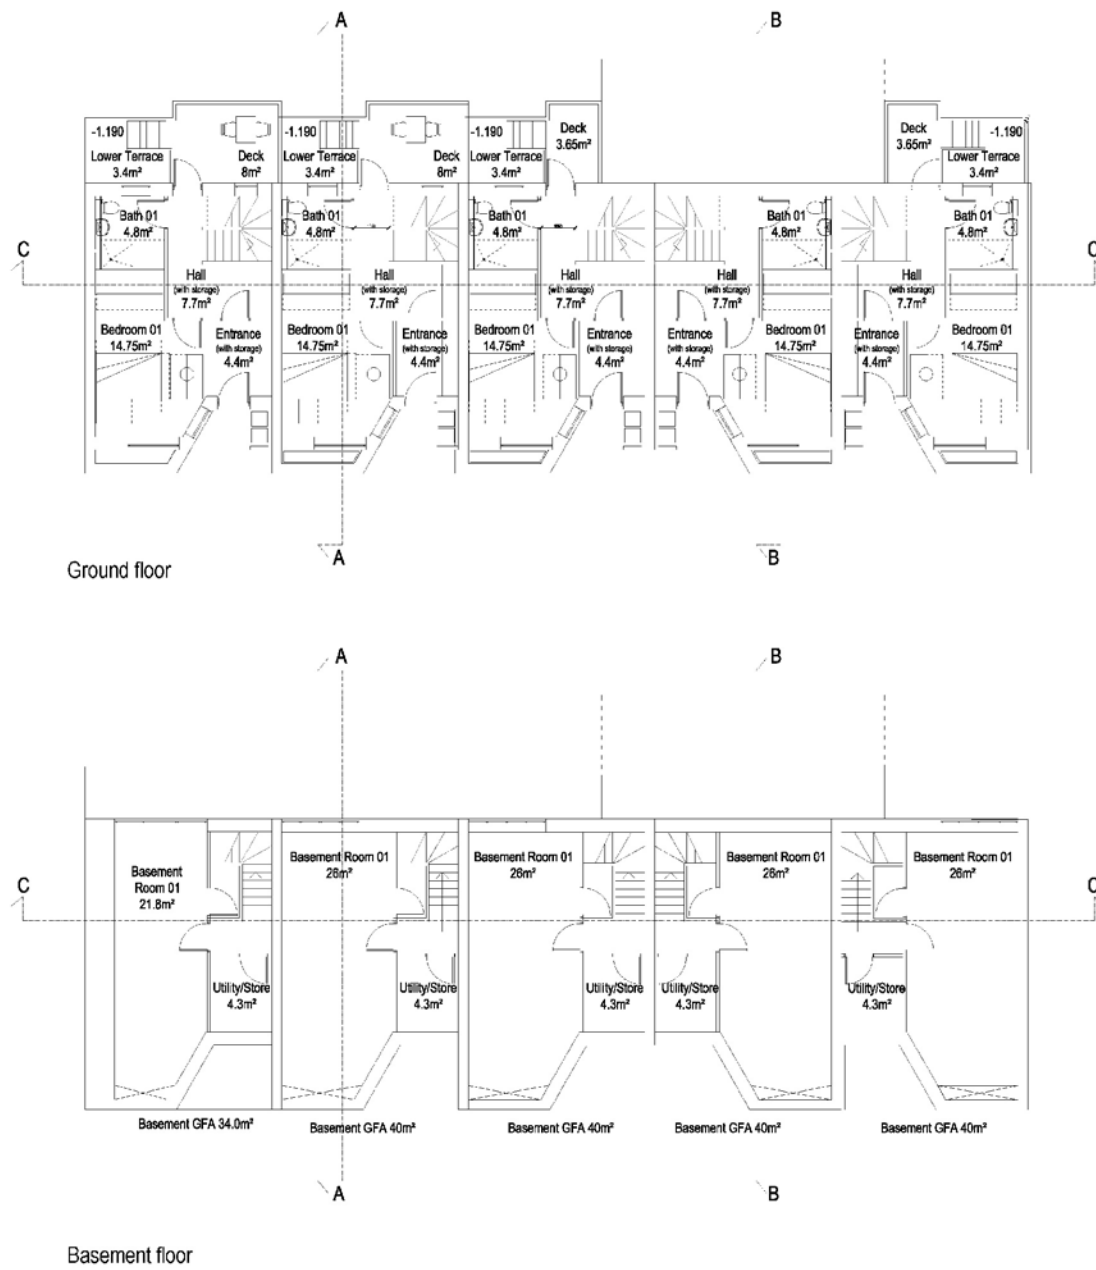 A
B
-1.190
-1.190
-1.190
Deck
3.65m²
Deck
3.65m²
-1.190
Lower Terrace
3.4m²
Deck
8m²
Lower Terrace
3.4m²
Deck
8m²
Lower Terrace
3.4m²
Lower Terrace
3.4m²
Bath 01
4.8m²
Bath 01
4.8m²
Bath 01
4.8m²
Bath 01
4.8m²
Bath 01
4.8m²
C
C
Hall
(with storage)
7.7m²
Hall
(with storage)
7.7m²
Hall
(with storage)
7.7m²
Hall
(with storage)
7.7m²
Hall
(with storage)
7.7m²
Bedroom 01
14.75m²
Entrance
(with storage)
4.4m²
Bedroom 01
14.75m²
Entrance
(with storage)
4.4m²
Bedroom 01
14.75m²
Entrance
(with storage)
4.4m²
Entrance
(with storage)
4.4m²
Bedroom 01
14.75m²
Entrance
(with storage)
4.4m²
Bedroom 01
14.75m²
A
B
Ground floor
A
B
Basement
Room 01
21.8m²
Basement Room 01
26m²
Basement Room 01
26m²
Basement Room 01
26m²
Basement Room 01
26m²
C
C
Utility/Store
4.3m²
Utility/Store
4.3m²
Utility/Store
4.3m²
Utility/Store
4.3m²
Utility/Store
4.3m²
Basement GFA 34.0m²
Basement GFA 40m²
Basement GFA 40m²
Basement GFA 40m²
Basement GFA 40m²
A
B
Basement floor